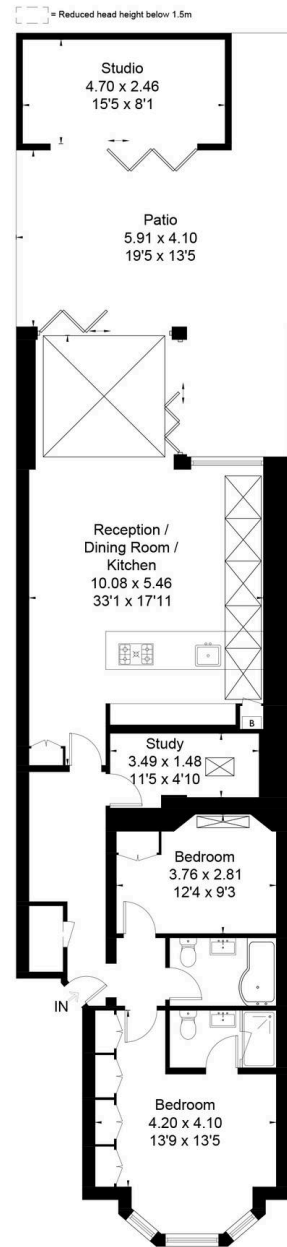 = Reduced head height below 1.5m
Studio
4.70 x 2.46
15'5 x 8'1
Patio
5.91 x 4.10
19'5 x 13'5
Reception /
Dining Room /
Kitchen
10.08 x 5.46
33'1 x 17'11
B
Study
3.49 x 1.48
11'5 x 4'10
Bedroom
3.76 x 2.81
12'4 x 9'3
IN
Bedroom
4.20 x 4.10
13'9 x 13'5